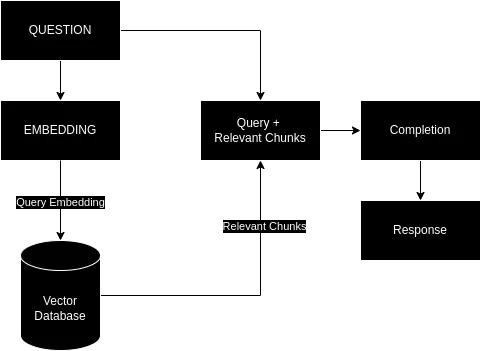 QUESTION
EMBEDDING
Query +
Relevant Chunks
Completion
Query Embedding
Relevant Chunks
Response
Vector
Database